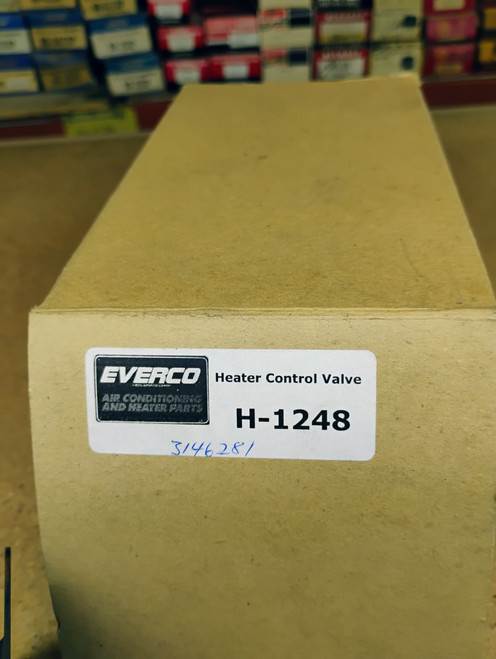 EVERCO
AIR CONDITIONING
AND HEATER PARTS
Heater Control Valve
H-1248
3146281